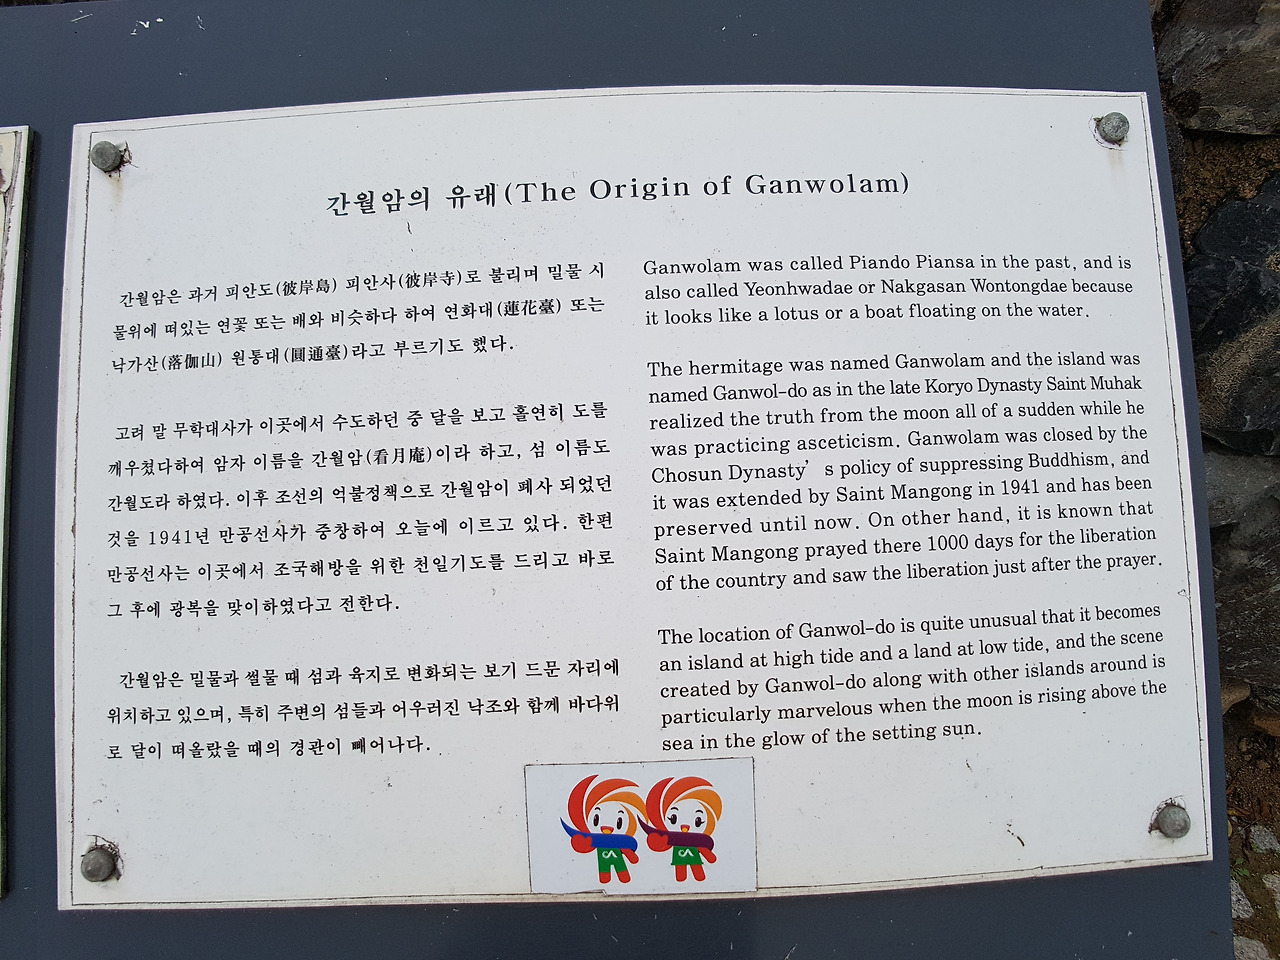 간월암의 유래(The Origin of Ganwolam)
간월암은 과거 피안도(彼岸島) 피안사(彼岸寺)로 불리며 밀물 시
물위에 떠있는 연꽃 또는 배와 비슷하다 하여 연화대(蓮花臺) 또는
낙가산(落伽山) 원통대(圓通臺)라고 부르기도 했다.
고려 말 무학대사가 이곳에서 수도하던 중 달을 보고 홀연히 도를
깨우쳤다하여 암자 이름을 간월암(看月庵)이라 하고, 섬 이름도
간월도라 하였다. 이후 조선의 억불정책으로 간월암이 폐사 되었던
것을 1941년 만공선사가 중창하여 오늘에 이르고 있다. 한편
만공선사는 이곳에서 조국해방을 위한 천일기도를 드리고 바로
그 후에 광복을 맞이하였다고 전한다.
간월암은 밀물과 썰물 때 섬과 육지로 변화되는 보기 드문 자리에
위치하고 있으며, 특히 주변의 섬들과 어우러진 낙조와 함께 바다위
로 달이 떠올랐을 때의 경관이 빼어나다.
Ganwolam was called Piando Piansa in the past, and is
also called Yeonhwadae or Nakgasan Wontongdae because
it looks like a lotus or a boat floating on the water.
The hermitage was named Ganwolam and the island was
named Ganwol-do as in the late Koryo Dynasty Saint Muhak
realized the truth from the moon all of a sudden while he
was practicing asceticism. Ganwolam was closed by the
Chosun Dynasty's policy of suppressing Buddhism, and
it was extended by Saint Mangong in 1941 and has been
preserved until now. On other hand, it is known that
Saint Mangong prayed there 1000 days for the liberation
of the country and saw the liberation just after the prayer.
The location of Ganwol-do is quite unusual that it becomes
an island at high tide and a land at low tide, and the scene
created by Ganwol-do along with other islands around is
particularly marvelous when the moon is rising above the
sea in the glow of the setting sun.